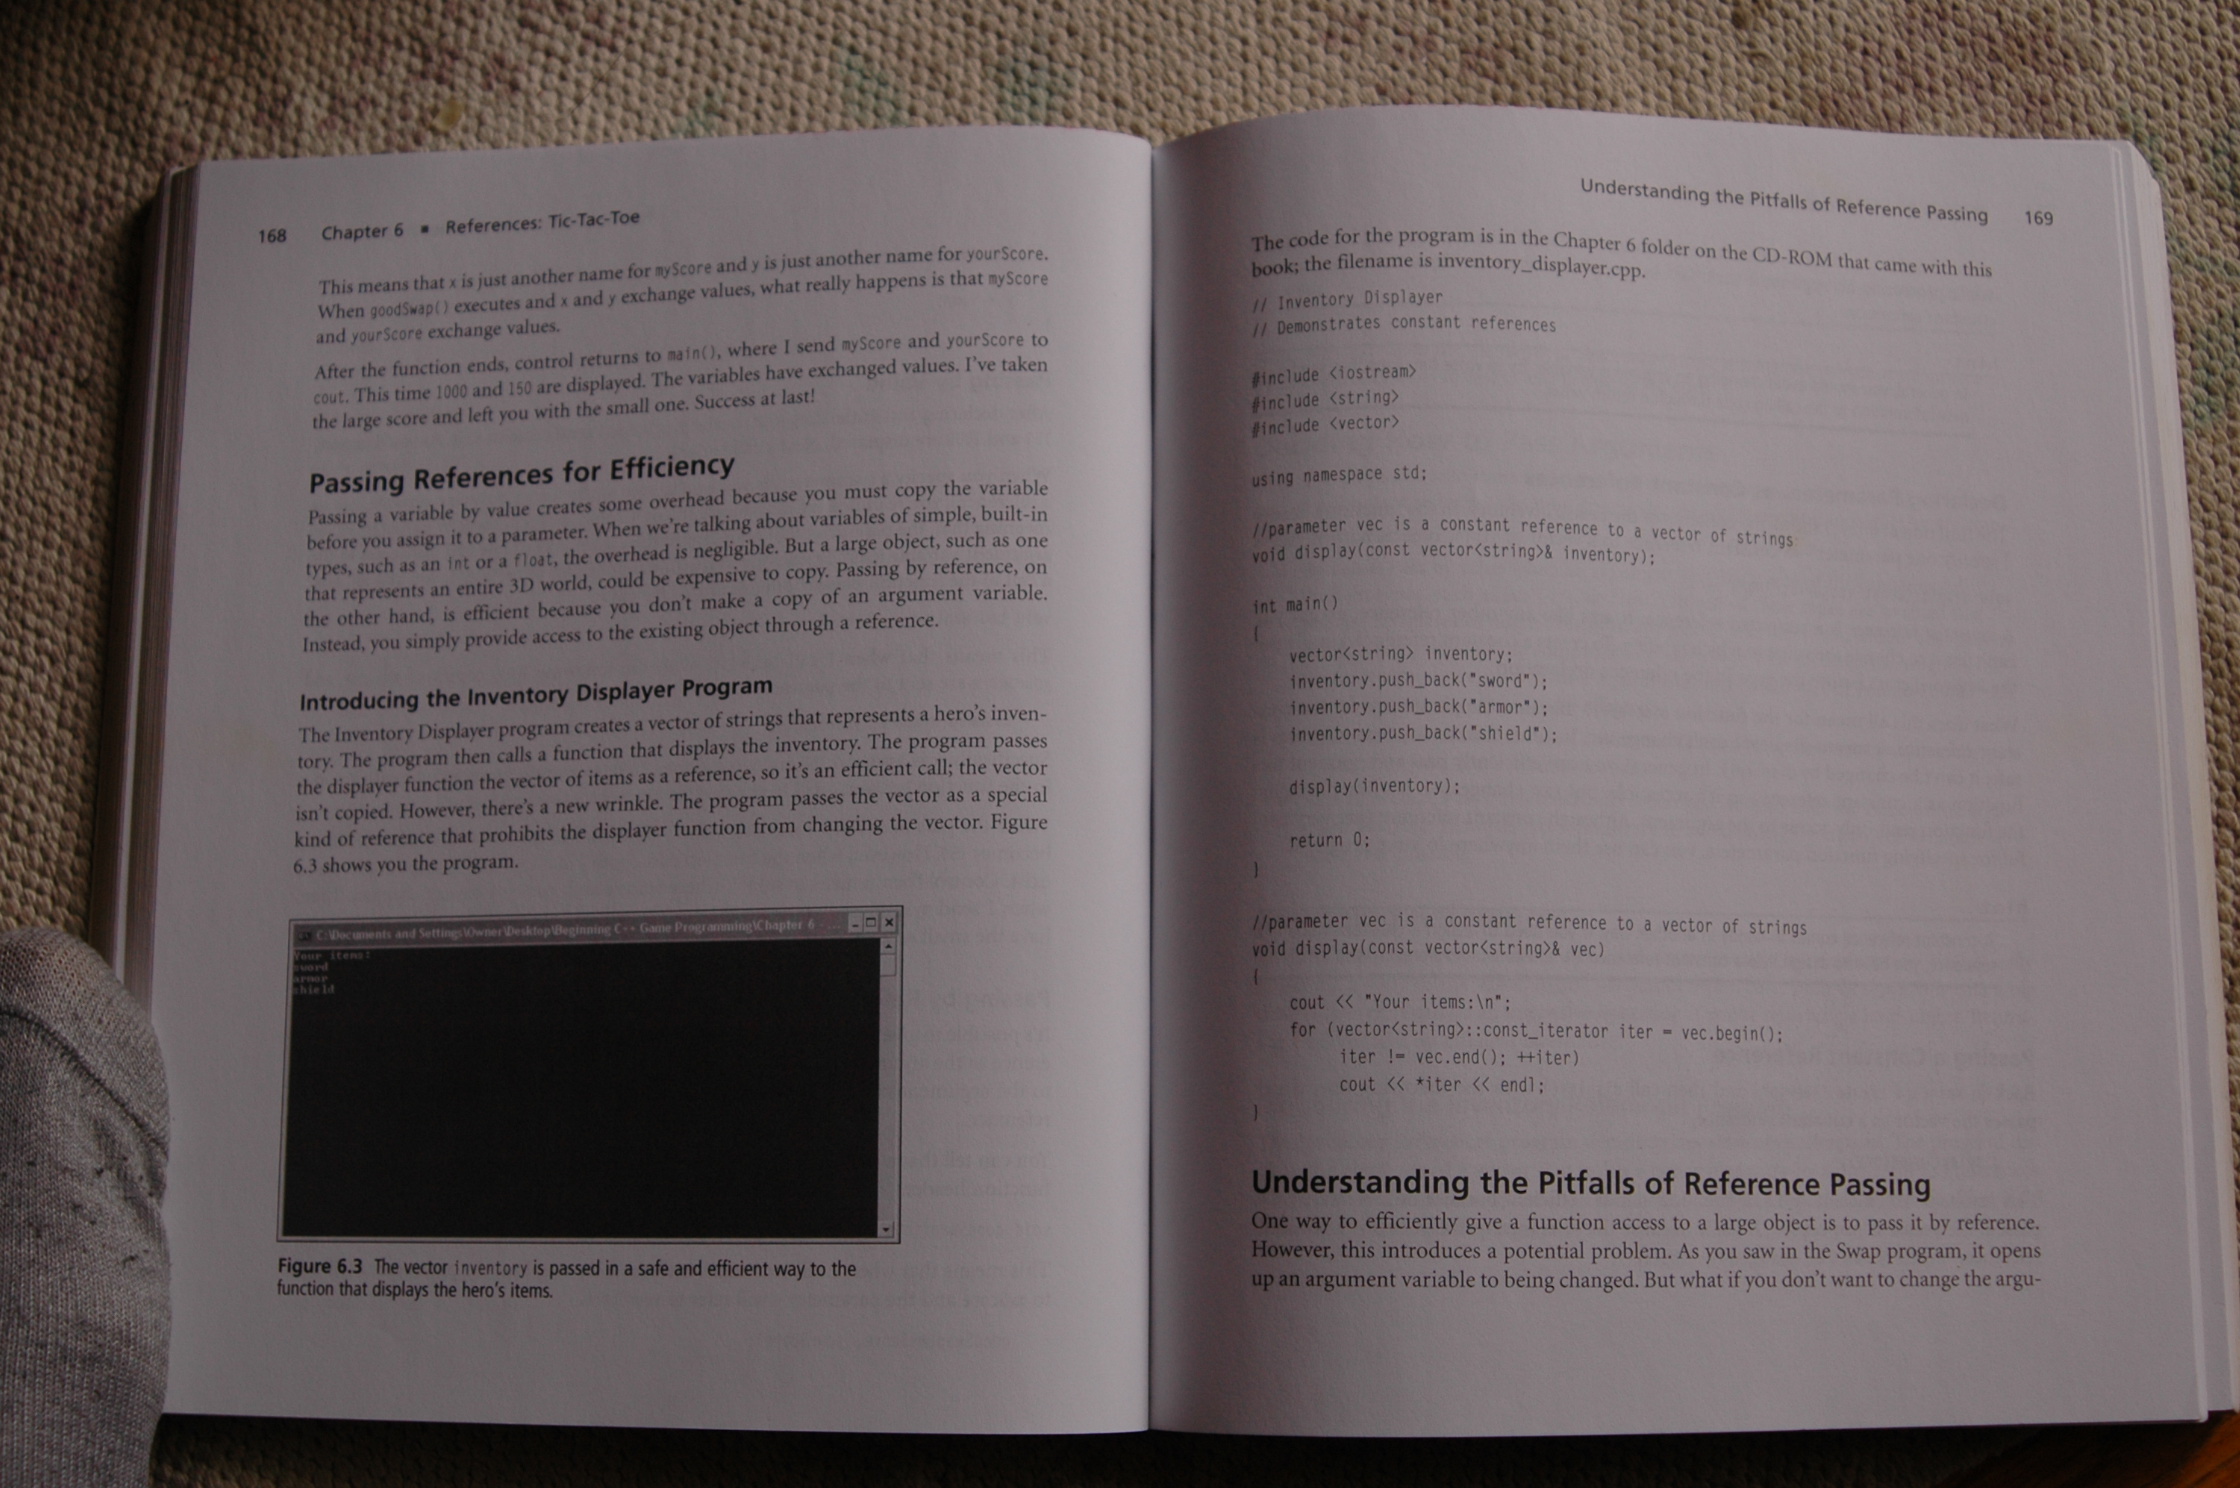 168 Chapter 6 ■ References: Tic-Tac-Toe
This means that x is just another name for myScore and y is just another name for yourScore.
When goodSwap() executes and x and y exchange values, what really happens is that myScore
and yourScore exchange values.
After the function ends, control returns to main(), where I send myScore and yourScore to
cout. This time 1000 and 150 are displayed. The variables have exchanged values. I've taken
the large score and left you with the small one. Success at last!
Passing References for Efficiency
Passing a variable by value creates some overhead because you must copy the variable
before you assign it to a parameter. When we're talking about variables of simple, built-in
types, such as an int or a float, the overhead is negligible. But a large object, such as one
that represents an entire 3D world, could be expensive to copy. Passing by reference, on
the other hand, is efficient because you don't make a copy of an argument variable.
Instead, you simply provide access to the existing object through a reference.
Introducing the Inventory Displayer Program
The Inventory Displayer program creates a vector of strings that represents a hero's inven-
tory. The program then calls a function that displays the inventory. The program passes
the displayer function the vector of items as a reference, so it's an efficient call; the vector
isn't copied. However, there's a new wrinkle. The program passes the vector as a special
kind of reference that prohibits the displayer function from changing the vector. Figure
6.3 shows you the program.
C:\Documents and Settings\Owner\Desktop\Beginning C++ Game Programming\Chapter 6 - ...
Your items:
sword
armor
shield
Figure 6.3 The vector inventory is passed in a safe and efficient way to the
function that displays the hero's items.
Understanding the Pitfalls of Reference Passing 169
The code for the program is in the Chapter 6 folder on the CD-ROM that came with this
book; the filename is inventory_displayer.cpp.
// Inventory Displayer
// Demonstrates constant references
#include <iostream>
#include <string>
#include <vector>
using namespace std;
//parameter vec is a constant reference to a vector of strings
void display(const vector<string>& inventory);
int main()
{
vector<string> inventory;
inventory.push_back("sword");
inventory.push_back("armor");
inventory.push_back("shield");
display(inventory);
return 0;
}
//parameter vec is a constant reference to a vector of strings
void display(const vector<string>& vec)
{
cout << "Your items:\n";
for (vector<string>::const_iterator iter = vec.begin();
iter != vec.end(); ++iter)
cout << *iter << endl;
}
Understanding the Pitfalls of Reference Passing
One way to efficiently give a function access to a large object is to pass it by reference.
However, this introduces a potential problem. As you saw in the Swap program, it opens
up an argument variable to being changed. But what if you don't want to change the argu-